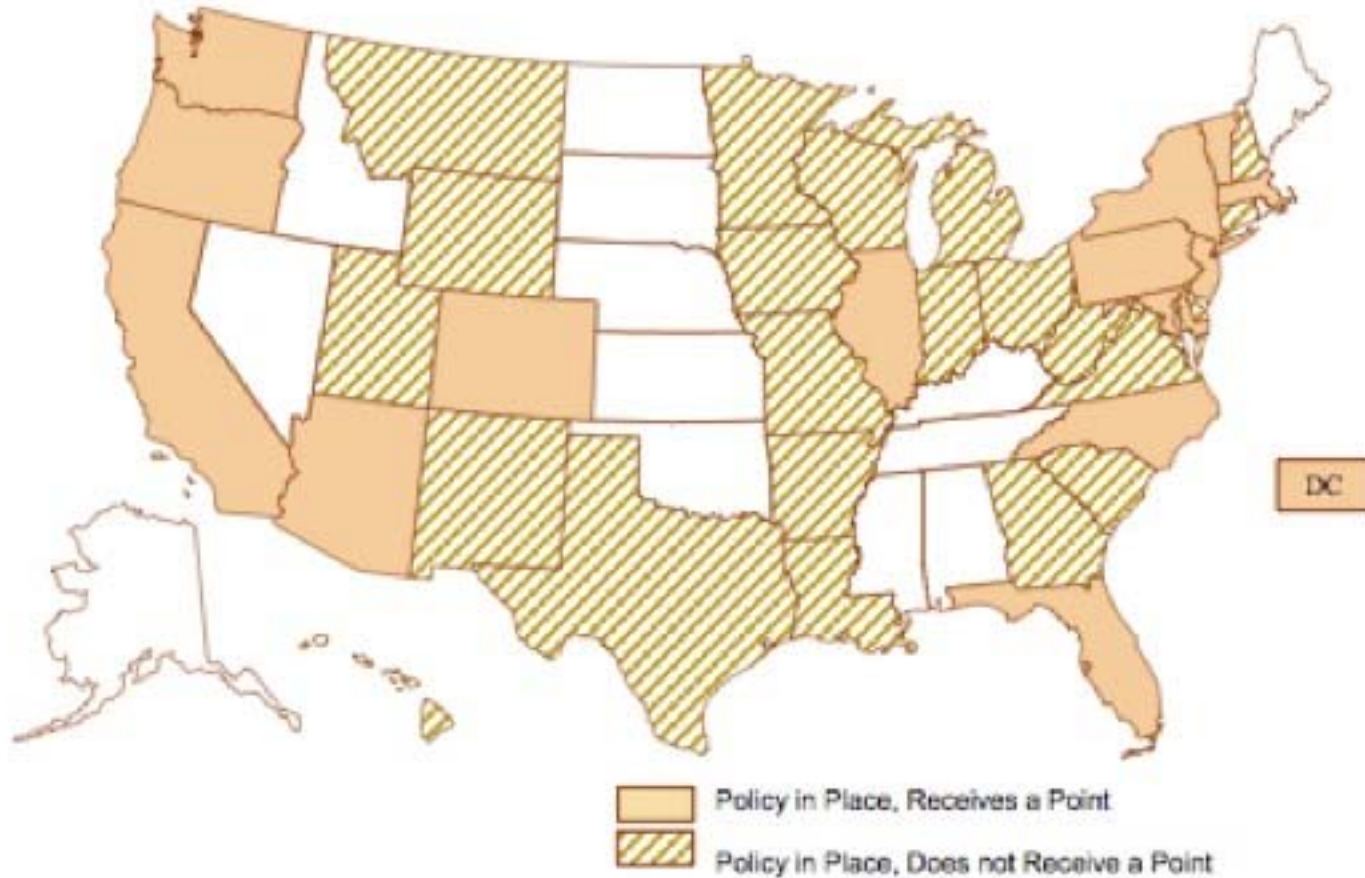 DC
Policy in Place, Receives a Point
Policy in Place, Does not Receive a Point